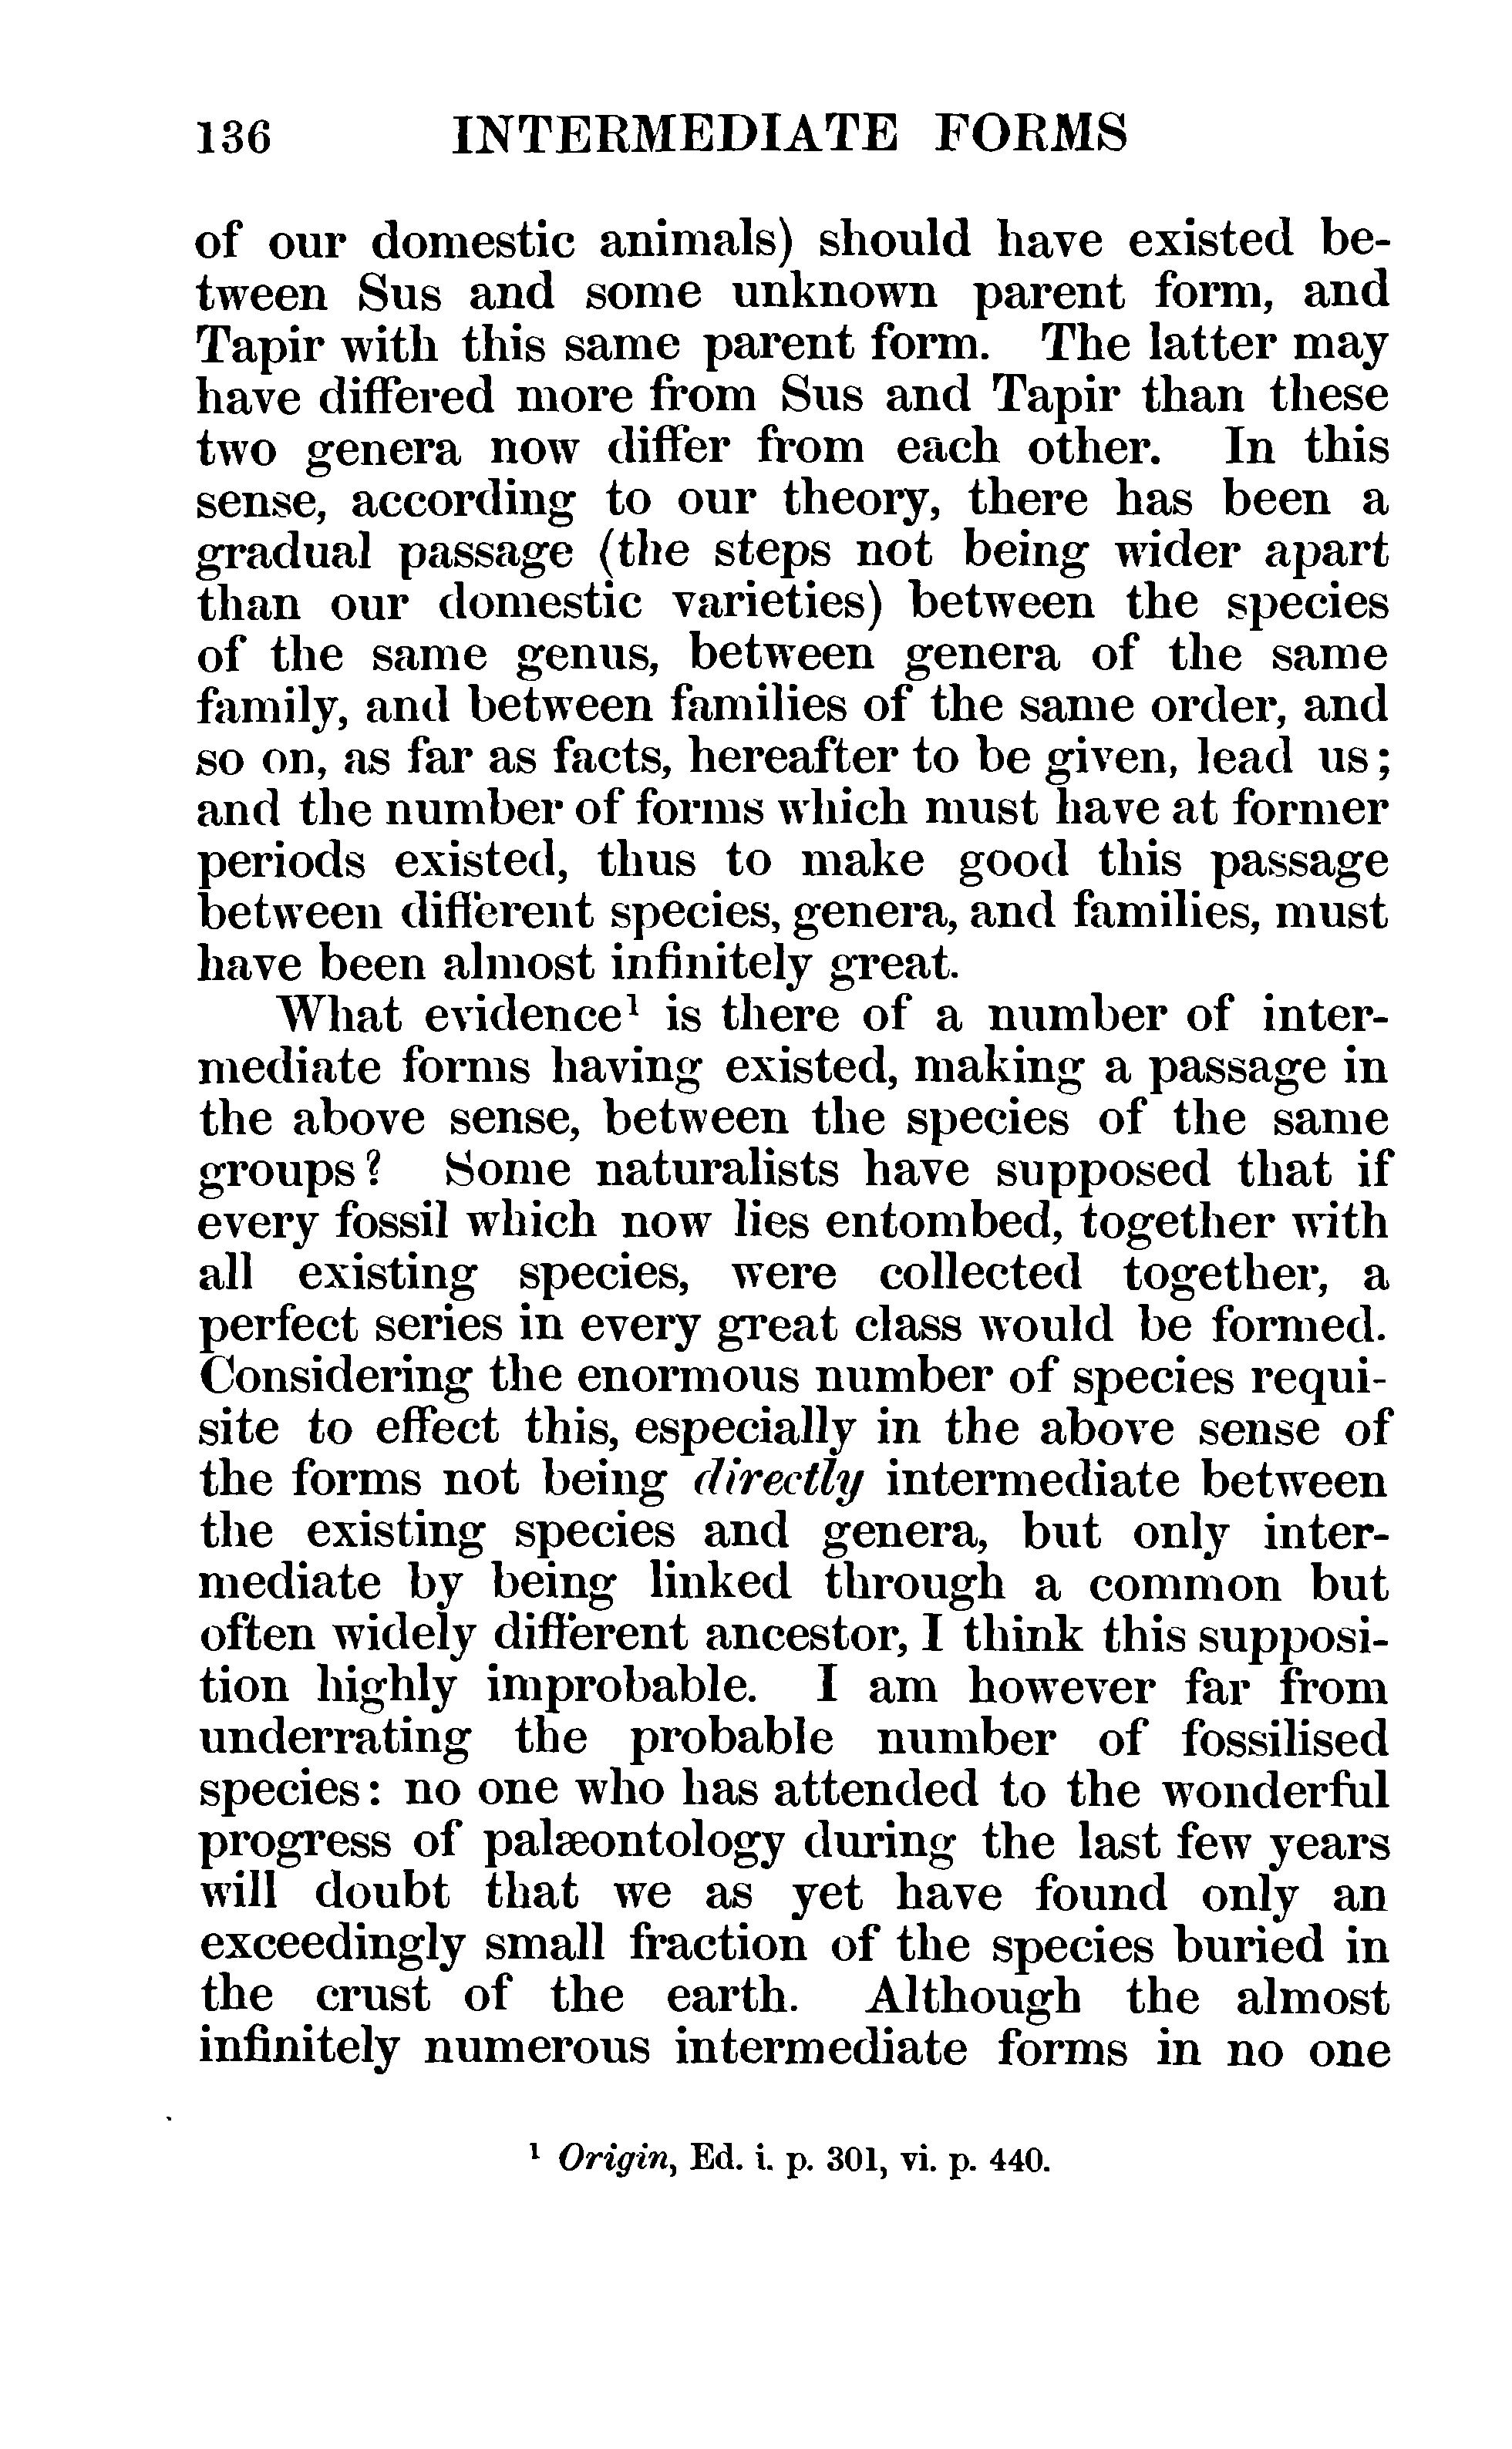 136 INTERMEDIATE FORMS
of our domestic animals) should have existed be-
tween Sus and some unknown parent form, and
Tapir with this same parent form. The latter may
have differed more from Sus and Tapir than these
two genera now differ from each other. In this
sense, according to our theory, there has been a
gradual passage (the steps not being wider apart
than our domestic varieties) between the species
of the same genus, between genera of the same
family, and between families of the same order, and
so on, as far as facts, hereafter to be given, lead us;
and the number of forms which must have at former
periods existed, thus to make good this passage
between different species, genera, and families, must
have been almost infinitely great.
What evidence¹ is there of a number of inter-
mediate forms having existed, making a passage in
the above sense, between the species of the same
groups? Some naturalists have supposed that if
every fossil which now lies entombed, together with
all existing species, were collected together, a
perfect series in every great class would be formed.
Considering the enormous number of species requi-
site to effect this, especially in the above sense of
the forms not being directly intermediate between
the existing species and genera, but only inter-
mediate by being linked through a common but
often widely different ancestor, I think this supposi-
tion highly improbable. I am however far from
underrating the probable number of fossilised
species: no one who has attended to the wonderful
progress of palæontology during the last few years
will doubt that we as yet have found only an
exceedingly small fraction of the species buried in
the crust of the earth. Although the almost
infinitely numerous intermediate forms in no one
¹ Origin, Ed. i. p. 301, vi. p. 440.